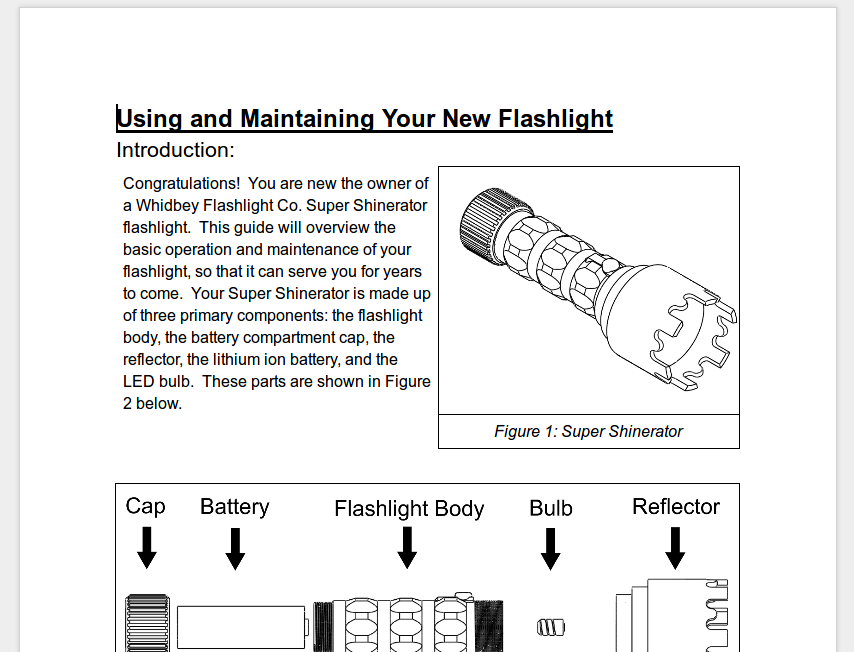 Using and Maintaining Your New Flashlight
Introduction:
Congratulations!  You are new the owner of
a Whidbey Flashlight Co. Super Shinerator
flashlight.  This guide will overview the
basic operation and maintenance of your
flashlight, so that it can serve you for years
to come.  Your Super Shinerator is made up
of three primary components: the flashlight
body, the battery compartment cap, the
reflector, the lithium ion battery, and the
LED bulb.  These parts are shown in Figure
2 below.
Figure 1: Super Shinerator
Cap Battery Flashlight Body Bulb Reflector